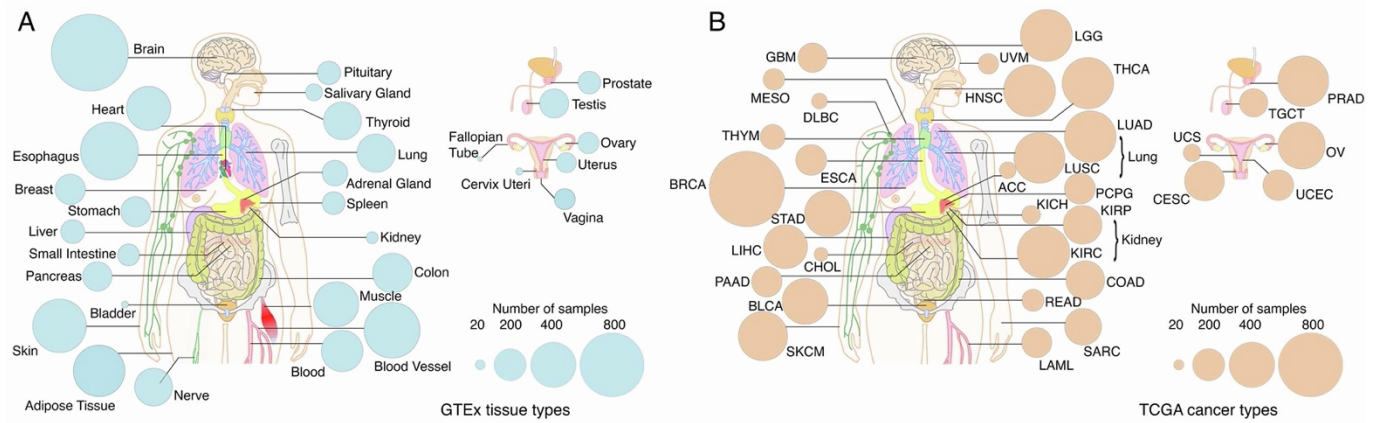 A
Brain
Pituitary
Salivary Gland
Heart
Thyroid
Esophagus
Lung
Breast
Adrenal Gland
Stomach
Spleen
Liver
Kidney
Small Intestine
Pancreas
Colon
Bladder
Muscle
Skin
Blood Vessel
Blood
Adipose Tissue
Nerve
Prostate
Testis
Fallopian
Tube
Ovary
Uterus
Cervix Uteri
Vagina
Number of samples
20 200 400 800
GTEx tissue types
B
LGG
GBM
UVM
THCA
MESO
HNSC
DLBC
LUAD
THYM
Lung
LUSC
ESCA
BRCA
ACC
PCPG
STAD
KICH
KIRP
Kidney
LIHC
KIRC
CHOL
PAAD
COAD
BLCA
READ
SKCM
SARC
LAML
PRAD
TGCT
UCS
OV
CESC
UCEC
Number of samples
20 200 400 800
TCGA cancer types